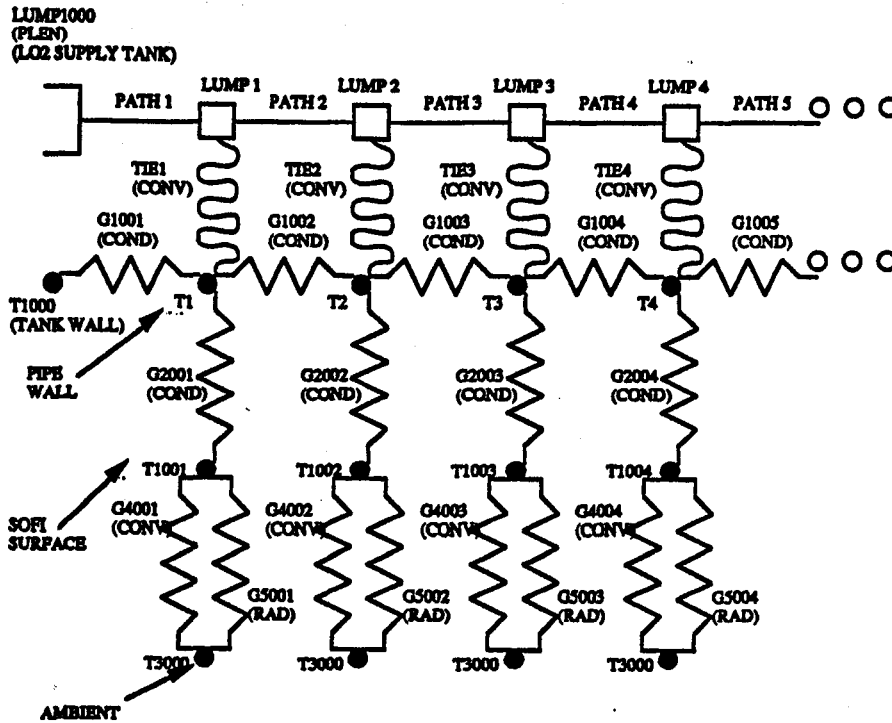 LUMP1000
(PLEN)
(LO2 SUPPLY TANK)
LUMP 1 LUMP 2 LUMP 3 LUMP 4
PATH 1 PATH 2 PATH 3 PATH 4 PATH 5
TIE1 TIE2 TIE3 TIE4
(CONV) (CONV) (CONV) (CONV)
G1001 G1002 G1003 G1004 G1005
(COND) (COND) (COND) (COND) (COND)
T1000 T1 T2 T3 T4
(TANK WALL)
PIPE
WALL
G2001 G2002 G2003 G2004
(COND) (COND) (COND) (COND)
T1001 T1002 T1003 T1004
SOFI
SURFACE
G4001 G4002 G4003 G4004
(CONV) (CONV) (CONV) (CONV)
G5001 G5002 G5003 G5004
(RAD) (RAD) (RAD) (RAD)
T3000 T3000 T3000 T3000
AMBIENT